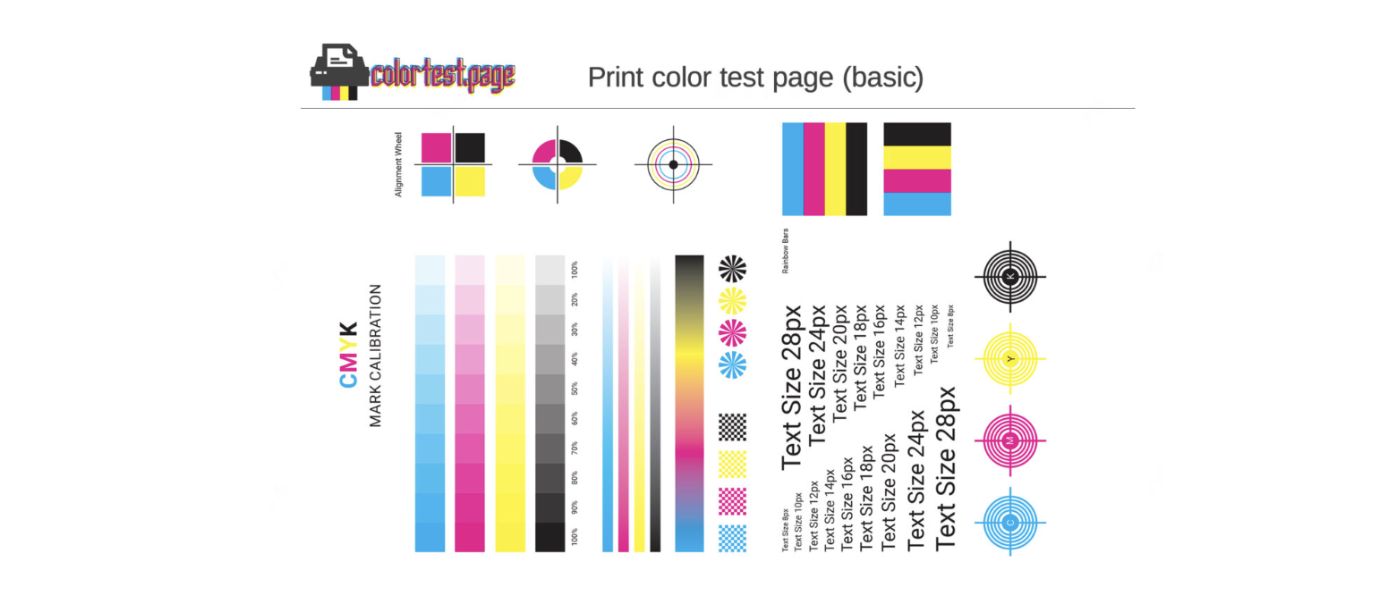 colortest.page
Print color test page (basic)
Alignment Wheel
Rainbow Bars
CMYK
MARK CALIBRATION
100%
20%
30%
40%
50%
60%
70%
80%
90%
100%
Text Size 28px
Text Size 24px
Text Size 20px
Text Size 18px
Text Size 16px
Text Size 14px
Text Size 12px
Text Size 10px
Text Size 8px
Text Size 8px
Text Size 10px
Text Size 12px
Text Size 14px
Text Size 16px
Text Size 18px
Text Size 20px
Text Size 24px
Text Size 28px
K
Y
M
C